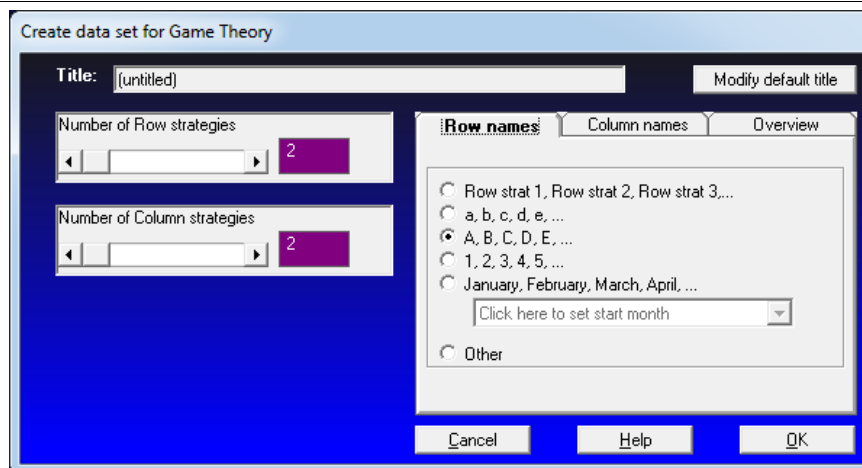 Create data set for Game Theory
Title: (untitled)
Modify default title
Number of Row strategies
2
Number of Column strategies
2
Row names Column names Overview
Row strat 1, Row strat 2, Row strat 3,...
a, b, c, d, e, ...
A, B, C, D, E, ...
1, 2, 3, 4, 5, ...
January, February, March, April, ...
Click here to set start month
Other
Cancel Help OK